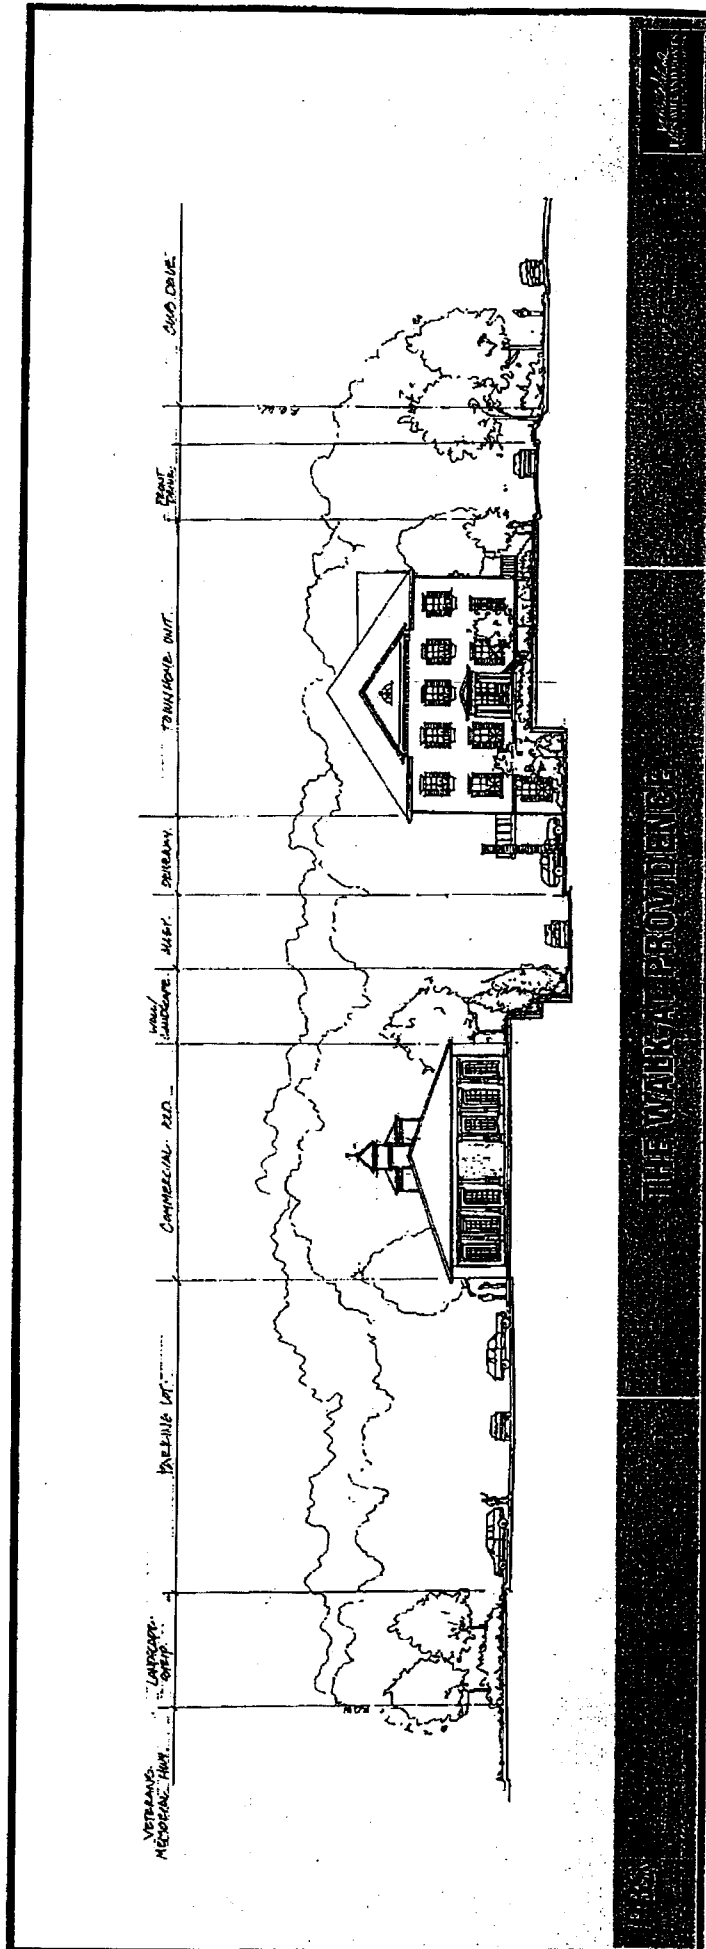 VETERANS
MEMORIAL HWY.
LANDSCAPE
STRIP
PARKING LOT
COMMERCIAL BLD.
WALL/
LANDSCAPE
ALLEY
DRIVEWAY
TOWNHOME UNIT
FRONT
DRIVE
CLUB DRIVE
R.O.W.
R.O.W.
THE WALK AT PROVIDENCE